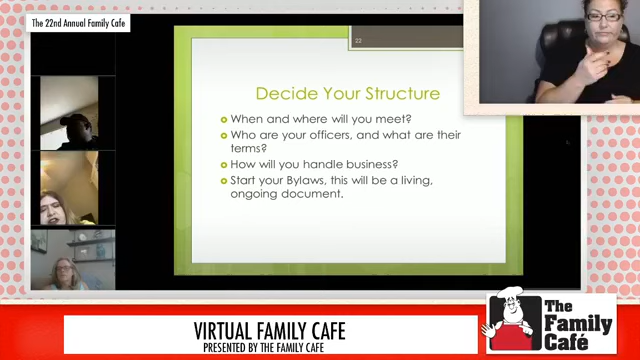 The 22nd Annual Family Cafe
22
Decide Your Structure
When and where will you meet?
Who are your officers, and what are their
terms?
How will you handle business?
Start your Bylaws, this will be a living,
ongoing document.
VIRTUAL FAMILY CAFE
PRESENTED BY THE FAMILY CAFE
The
Family
Café